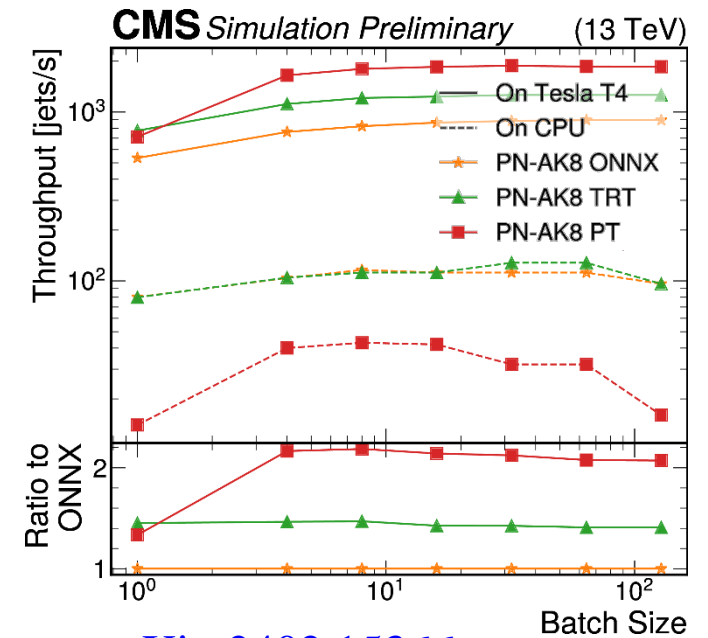 CMS Simulation Preliminary (13 TeV)
Throughput [jets/s]
10³
10²
On Tesla T4
On CPU
PN-AK8 ONNX
PN-AK8 TRT
PN-AK8 PT
Ratio to
ONNX
2
1
10⁰ 10¹ 10²
Batch Size